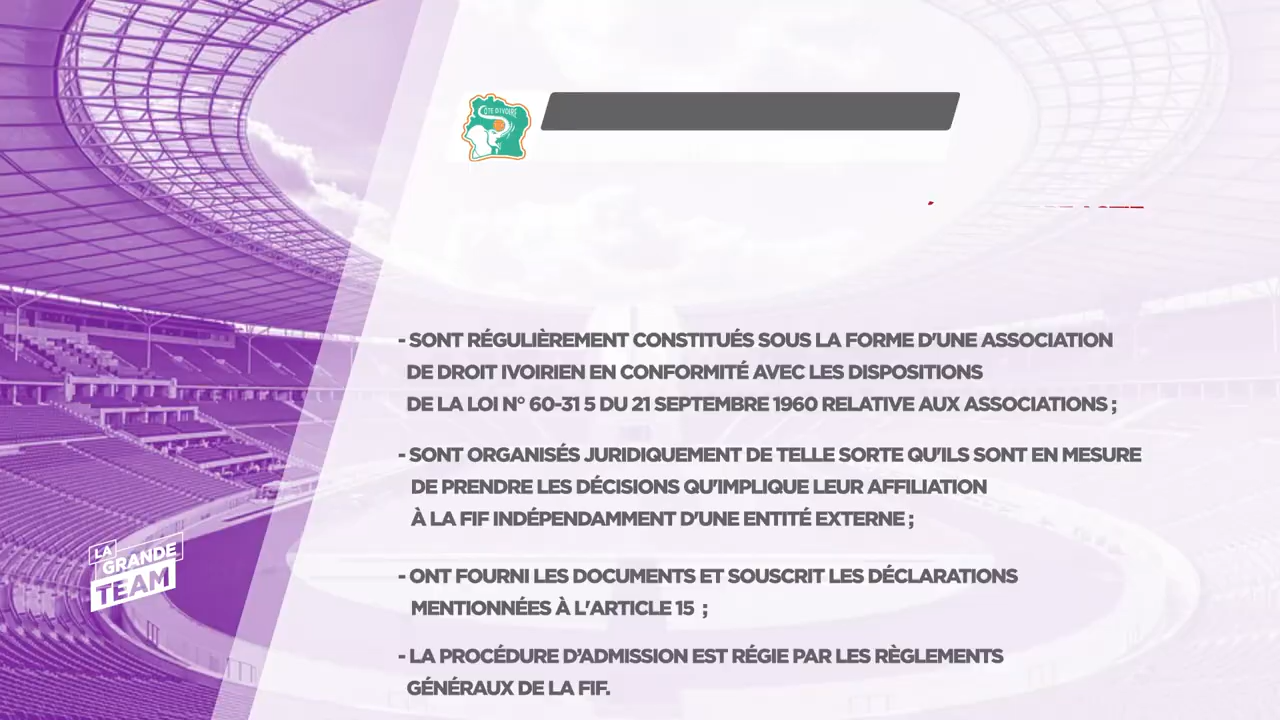 CÔTE D'IVOIRE
- SONT RÉGULIÈREMENT CONSTITUÉS SOUS LA FORME D'UNE ASSOCIATION
DE DROIT IVOIRIEN EN CONFORMITÉ AVEC LES DISPOSITIONS
DE LA LOI N° 60-31 5 DU 21 SEPTEMBRE 1960 RELATIVE AUX ASSOCIATIONS ;
- SONT ORGANISÉS JURIDIQUEMENT DE TELLE SORTE QU'ILS SONT EN MESURE
DE PRENDRE LES DÉCISIONS QU'IMPLIQUE LEUR AFFILIATION
À LA FIF INDÉPENDAMMENT D'UNE ENTITÉ EXTERNE ;
- ONT FOURNI LES DOCUMENTS ET SOUSCRIT LES DÉCLARATIONS
MENTIONNÉES À L'ARTICLE 15 ;
- LA PROCÉDURE D’ADMISSION EST RÉGIE PAR LES RÈGLEMENTS
GÉNÉRAUX DE LA FIF.
LA
GRANDE
TEAM